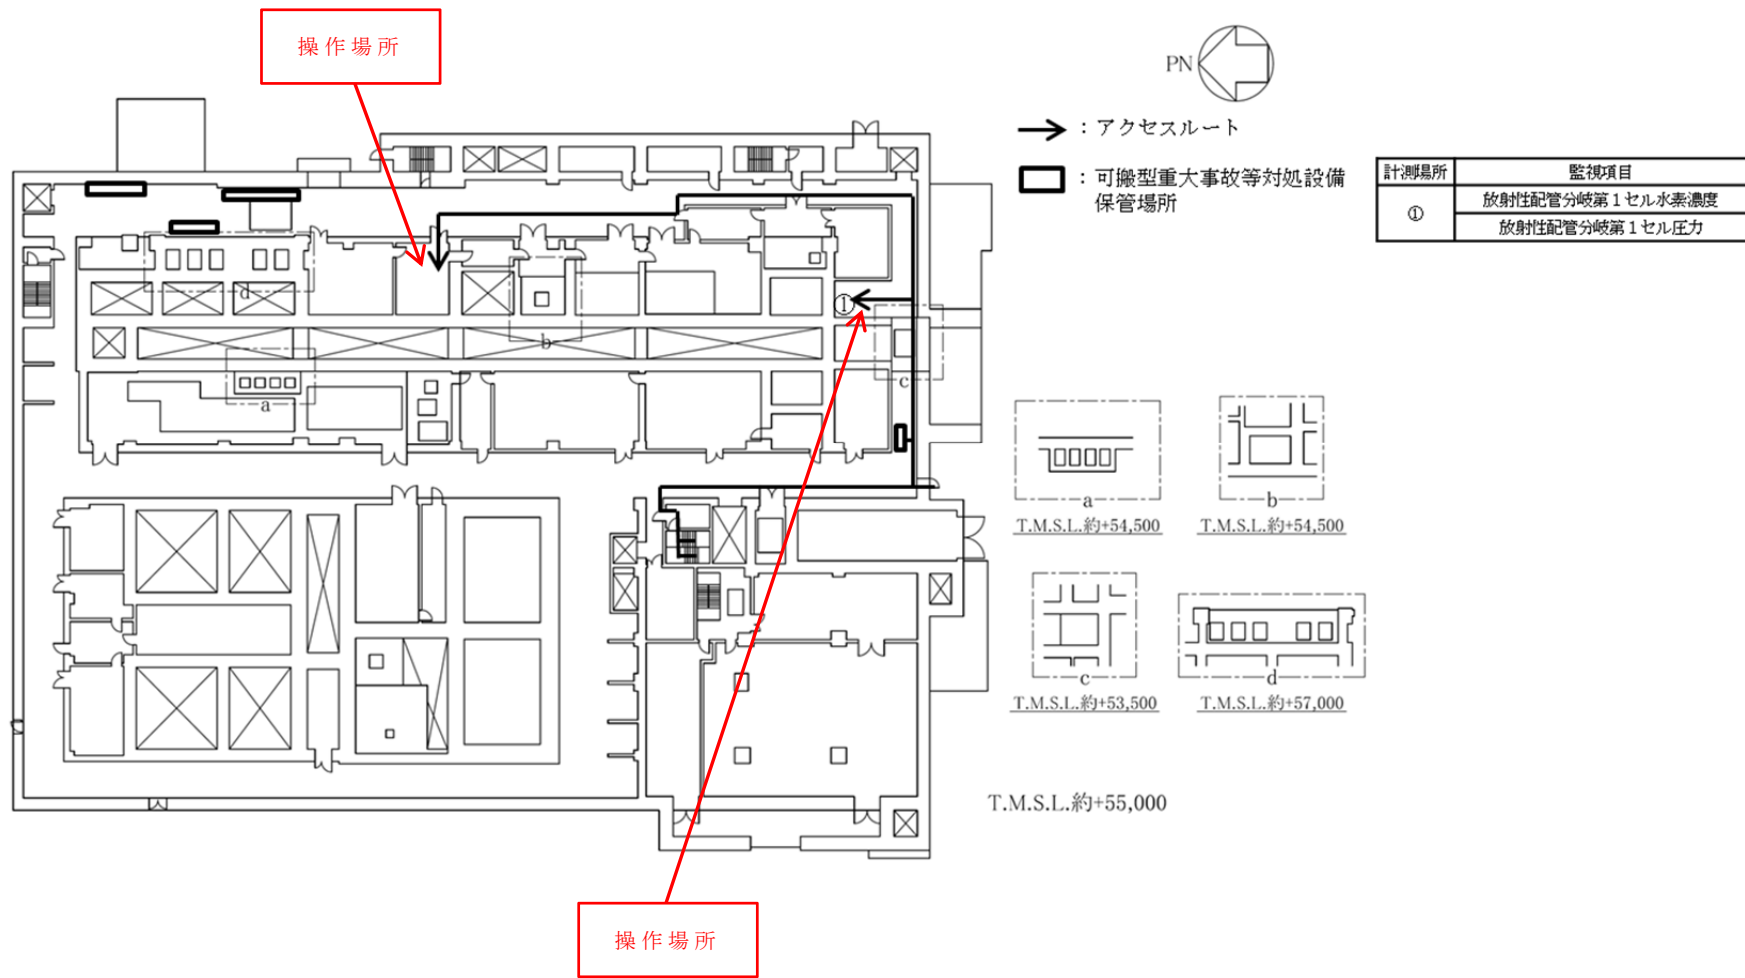 操作場所
PN
：アクセスルート
：可搬型重大事故等対処設備
保管場所
計測場所 監視項目
① 放射性配管分岐第１セル水素濃度
放射性配管分岐第１セル圧力
d
①
b
c
a
a
T.M.S.L.約+54,500
b
T.M.S.L.約+54,500
c
T.M.S.L.約+53,500
d
T.M.S.L.約+57,000
T.M.S.L.約+55,000
操作場所